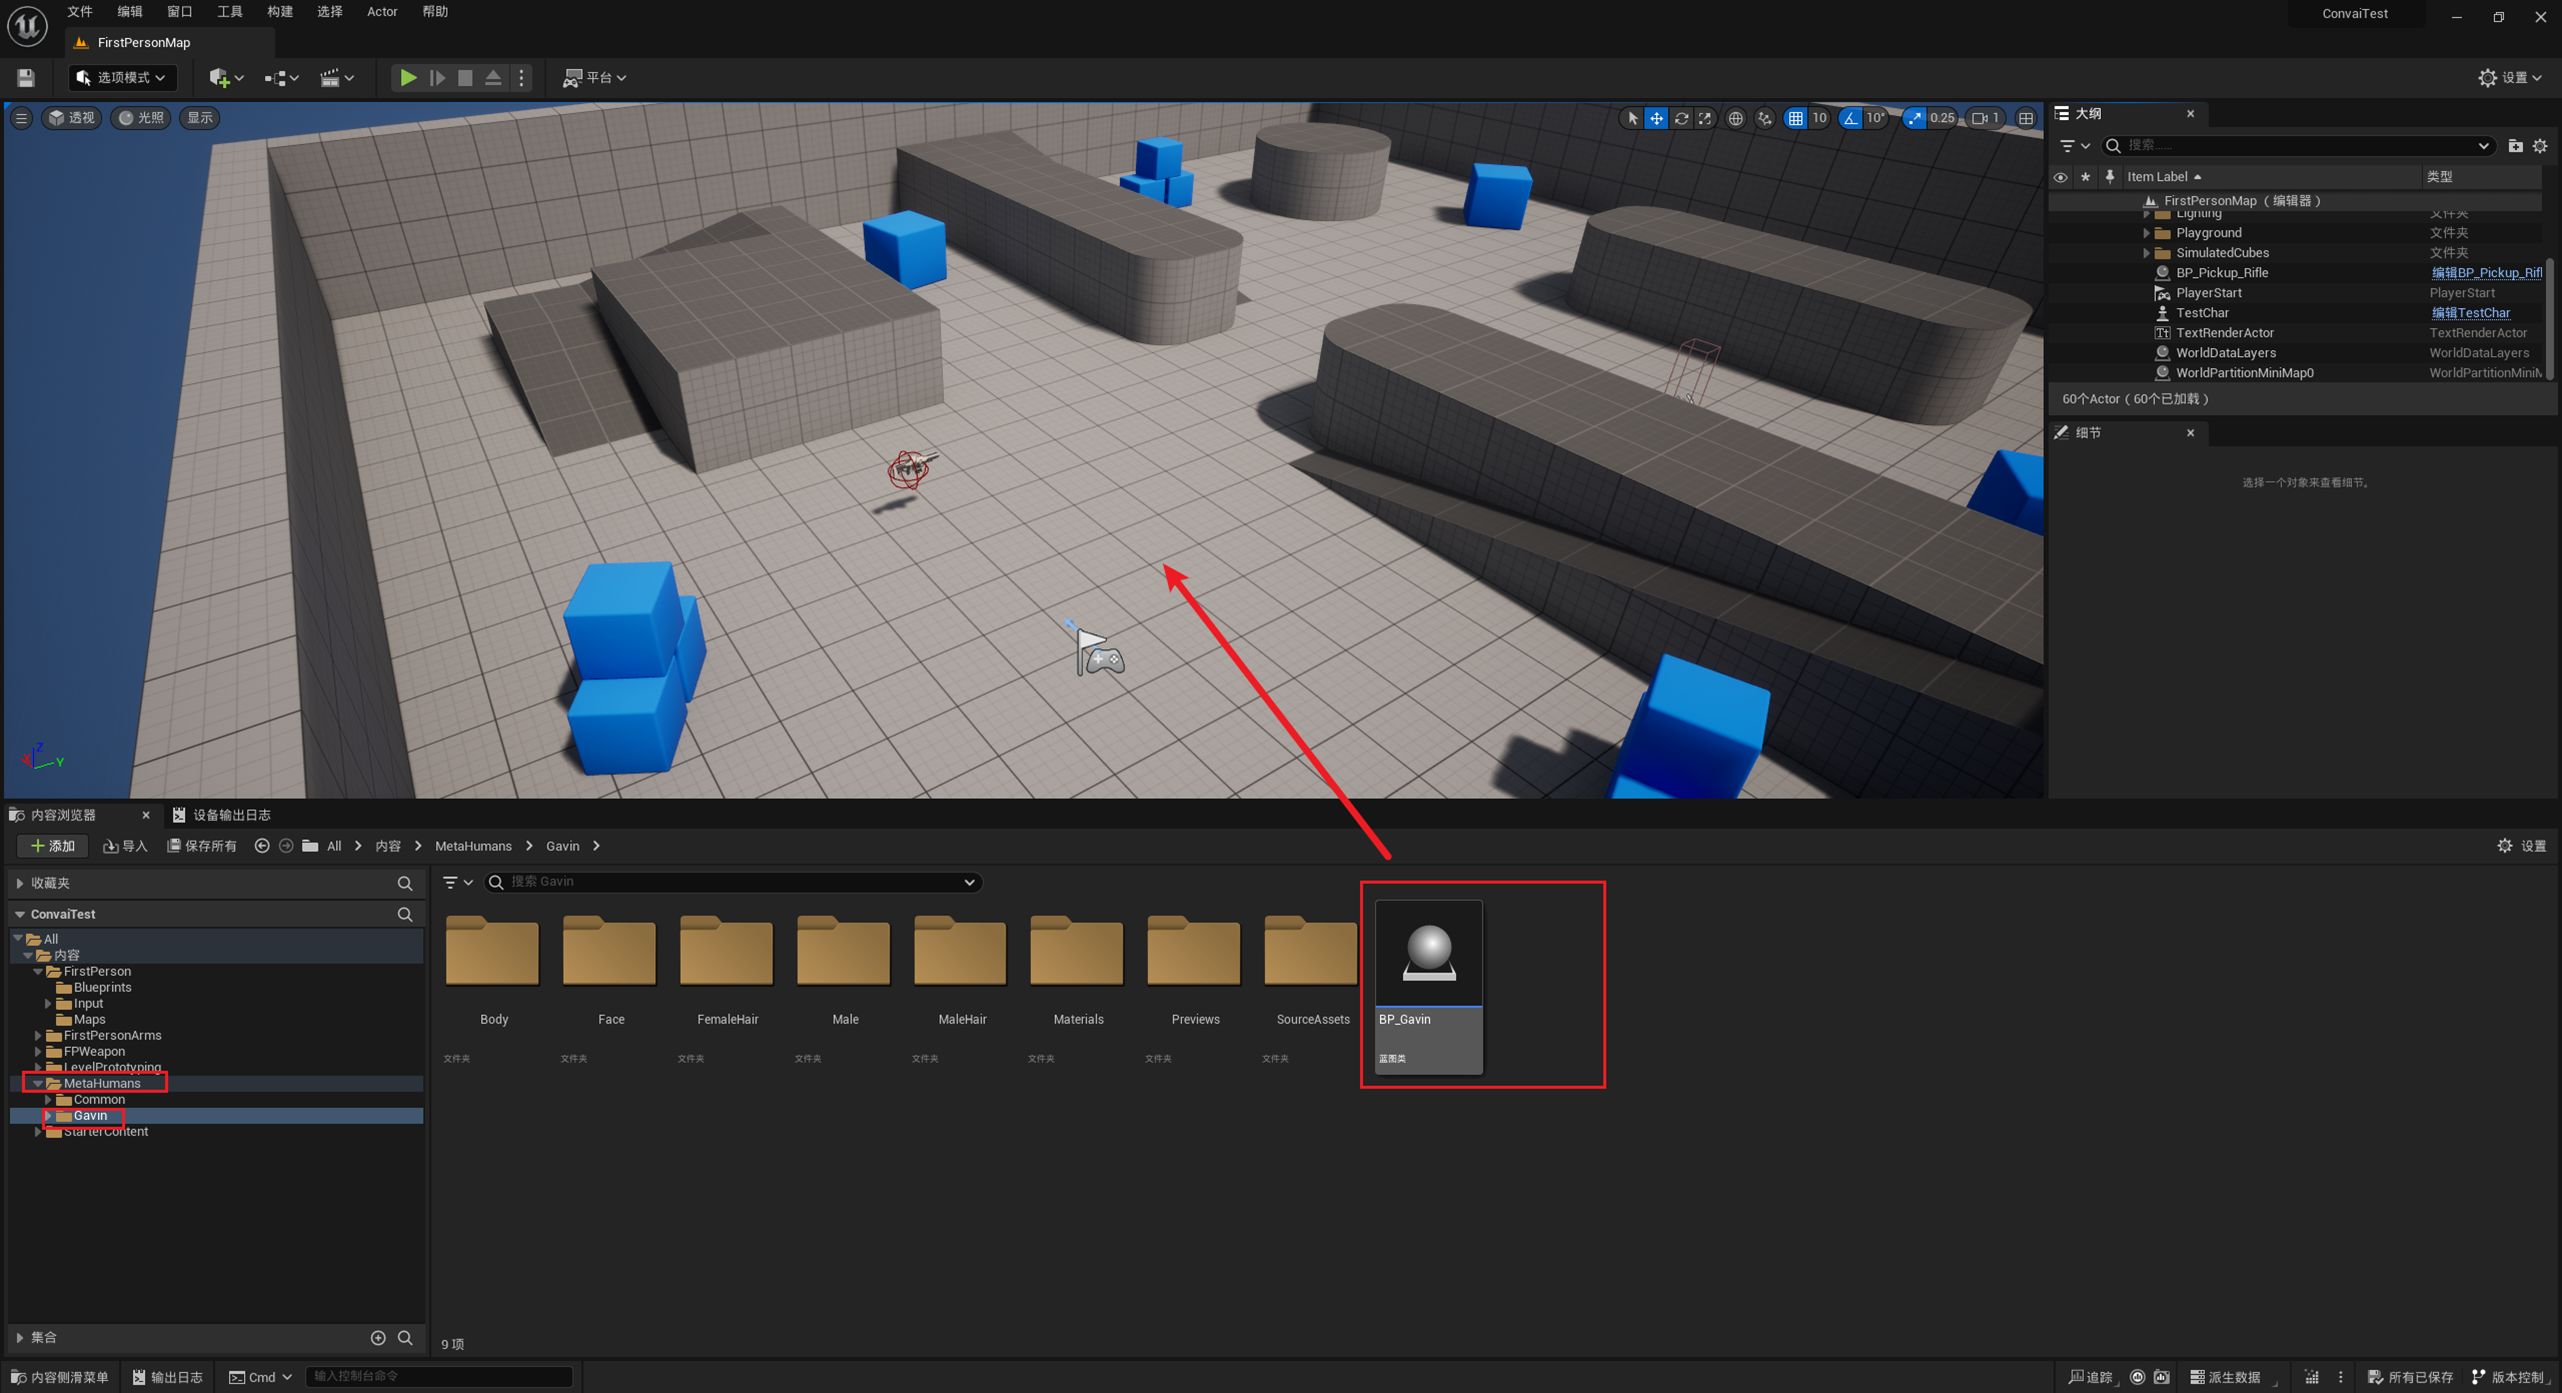 文件 编辑 窗口 工具 构建 选择 Actor 帮助
ConvaiTest
FirstPersonMap
选项模式
平台
设置
透视 光照 显示
10 10° 0.25 1
大纲
搜索......
Item Label 类型
FirstPersonMap（编辑器）
Lighting 文件夹
Playground 文件夹
SimulatedCubes 文件夹
BP_Pickup_Rifle 编辑BP_Pickup_Rifl
PlayerStart PlayerStart
TestChar 编辑TestChar
TextRenderActor TextRenderActor
WorldDataLayers WorldDataLayers
WorldPartitionMiniMap0 WorldPartitionMiniM
60个Actor（60个已加载）
细节
选择一个对象来查看细节。
Z
X Y
内容浏览器 设备输出日志
添加 导入 保存所有 All 内容 MetaHumans Gavin 设置
收藏夹
搜索 Gavin
ConvaiTest
All
内容
FirstPerson
Blueprints
Input
Maps
FirstPersonArms
FPWeapon
LevelPrototyping
MetaHumans
Common
Gavin
StarterContent
Body Face FemaleHair Male MaleHair Materials Previews SourceAssets BP_Gavin
文件夹 文件夹 文件夹 文件夹 文件夹 文件夹 文件夹 文件夹 蓝图类
集合
9 项
内容侧滑菜单 输出日志 Cmd 输入控制台命令
追踪 派生数据 所有已保存 版本控制